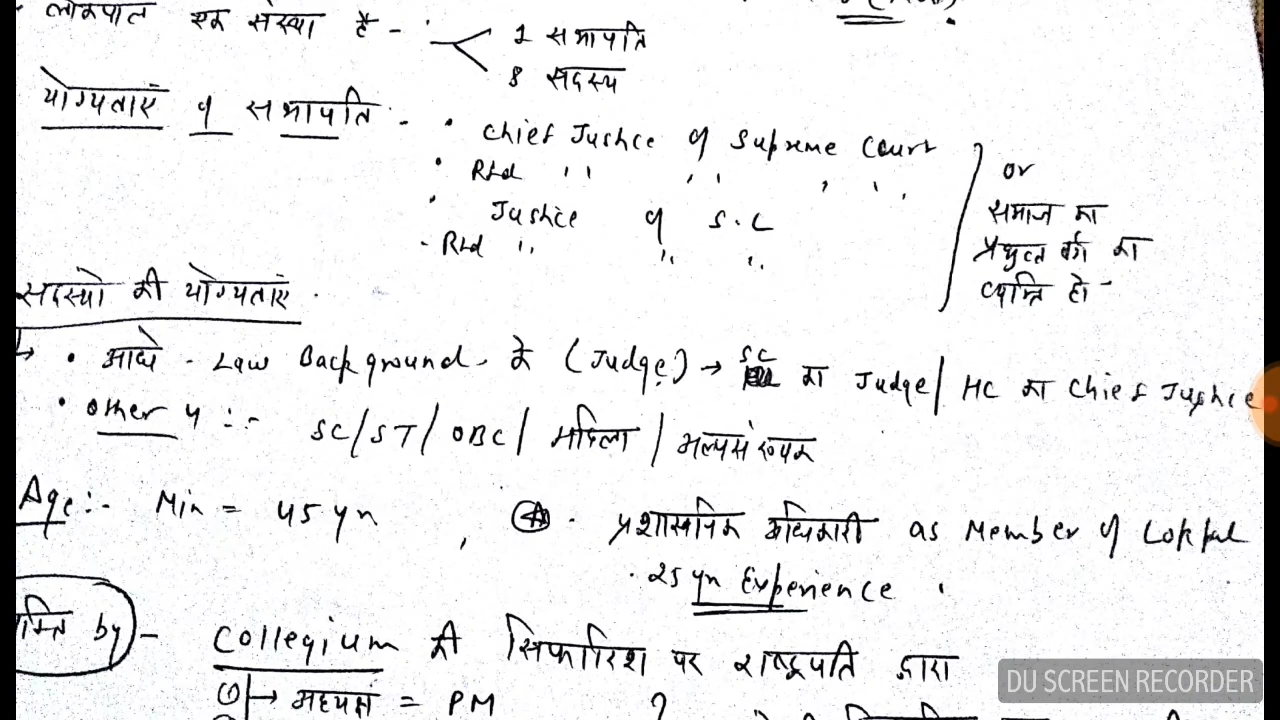 लोकपाल एक संस्था है - 1 सभापति
8 सदस्य
योग्यताएं of सभापति - • Chief Justice of Supreme Court
• Rtd " " "
• Justice of S.C
- Rtd " " "
or
समाज का
प्रबुद्ध वर्ग का
व्यक्ति हो -
सदस्यो की योग्यताएं -
↳ • आधे - Law Background के (Judge) → SC का Judge / HC का Chief Justice
• other 4 :- SC/ST/OBC/महिला/अल्पसंख्यक
Age:- Min = 45 yrs , प्रशासनिक अधिकारी as Member of Lokpal
• 25 yrs Experience
by - Collegium की सिफारिश पर राष्ट्रपति द्वारा
① → अध्यक्ष = PM
DU SCREEN RECORDER